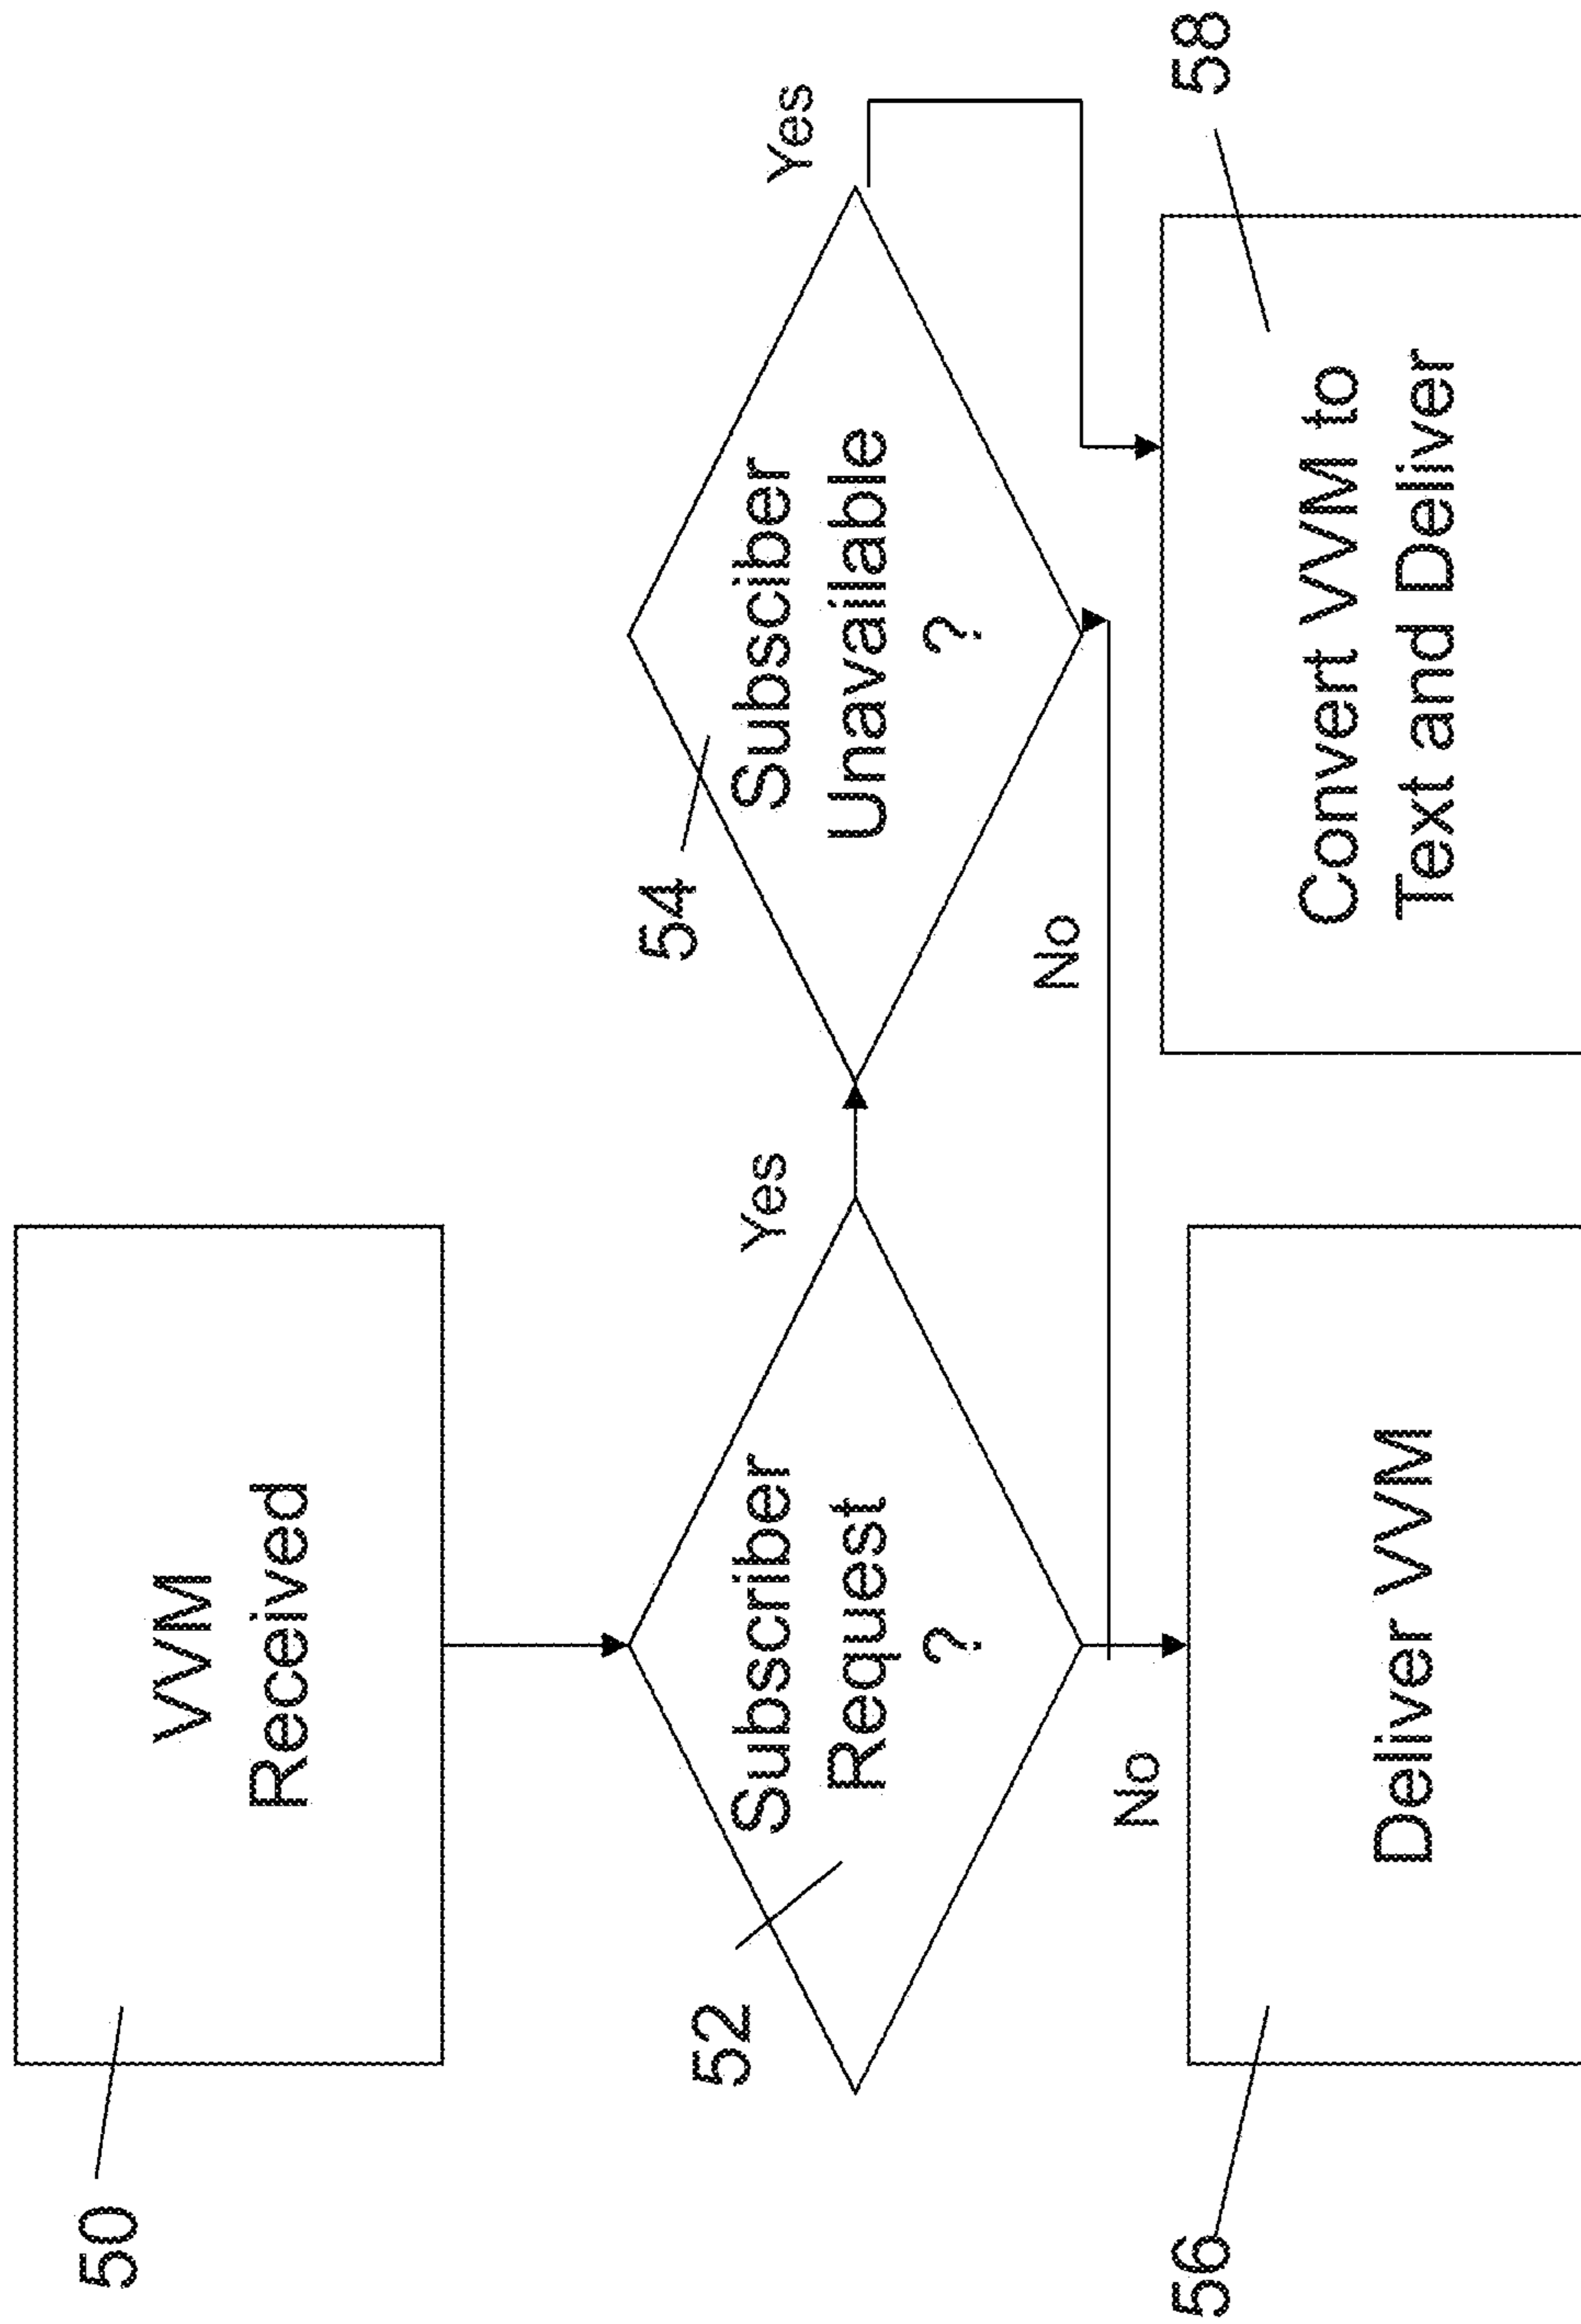 50
VVM
Received
52
Subscriber
Request
?
Yes
54
Subsciber
Unavailable
?
Yes
No
No
56
Deliver VVM
58
Convert VVM to
Text and Deliver